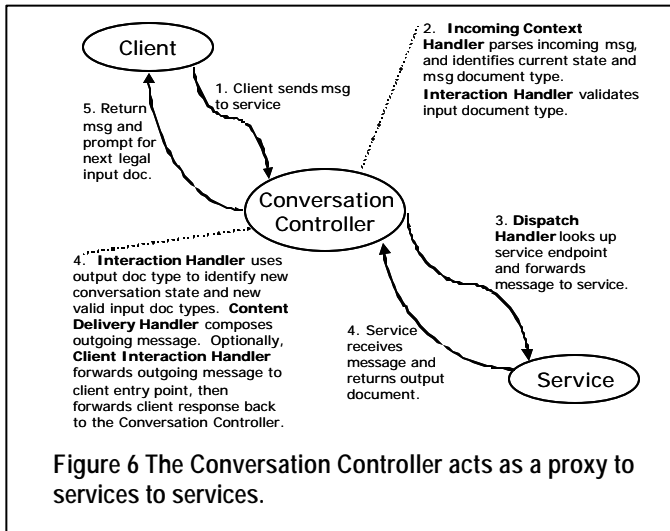 Client
1. Client sends msg
to service
2. Incoming Context
Handler parses incoming msg,
and identifies current state and
msg document type.
Interaction Handler validates
input document type.
5. Return
msg and
prompt for
next legal
input doc.
Conversation
Controller
3. Dispatch
Handler looks up
service endpoint
and forwards
message to service.
4. Interaction Handler uses
output doc type to identify new
conversation state and new
valid input doc types. Content
Delivery Handler composes
outgoing message. Optionally,
Client Interaction Handler
forwards outgoing message to
client entry point, then
forwards client response back
to the Conversation Controller.
4. Service
receives
message and
returns output
document.
Service
Figure 6 The Conversation Controller acts as a proxy to
services to services.